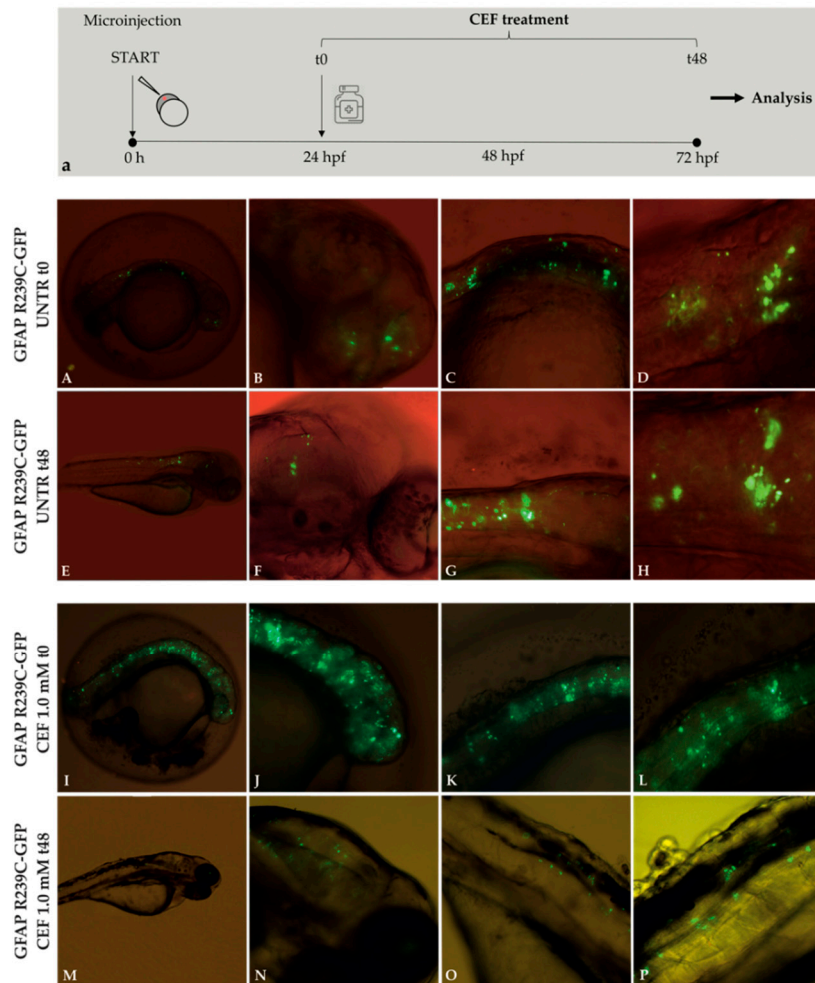 Microinjection
CEF treatment
START
t0
t48
Analysis
0 h
24 hpf
48 hpf
72 hpf
a
GFAP R239C-GFP
UNTR t0
A
B
C
D
GFAP R239C-GFP
UNTR t48
E
F
G
H
GFAP R239C-GFP
CEF 1.0 mM t0
I
J
K
L
GFAP R239C-GFP
CEF 1.0 mM t48
M
N
O
P